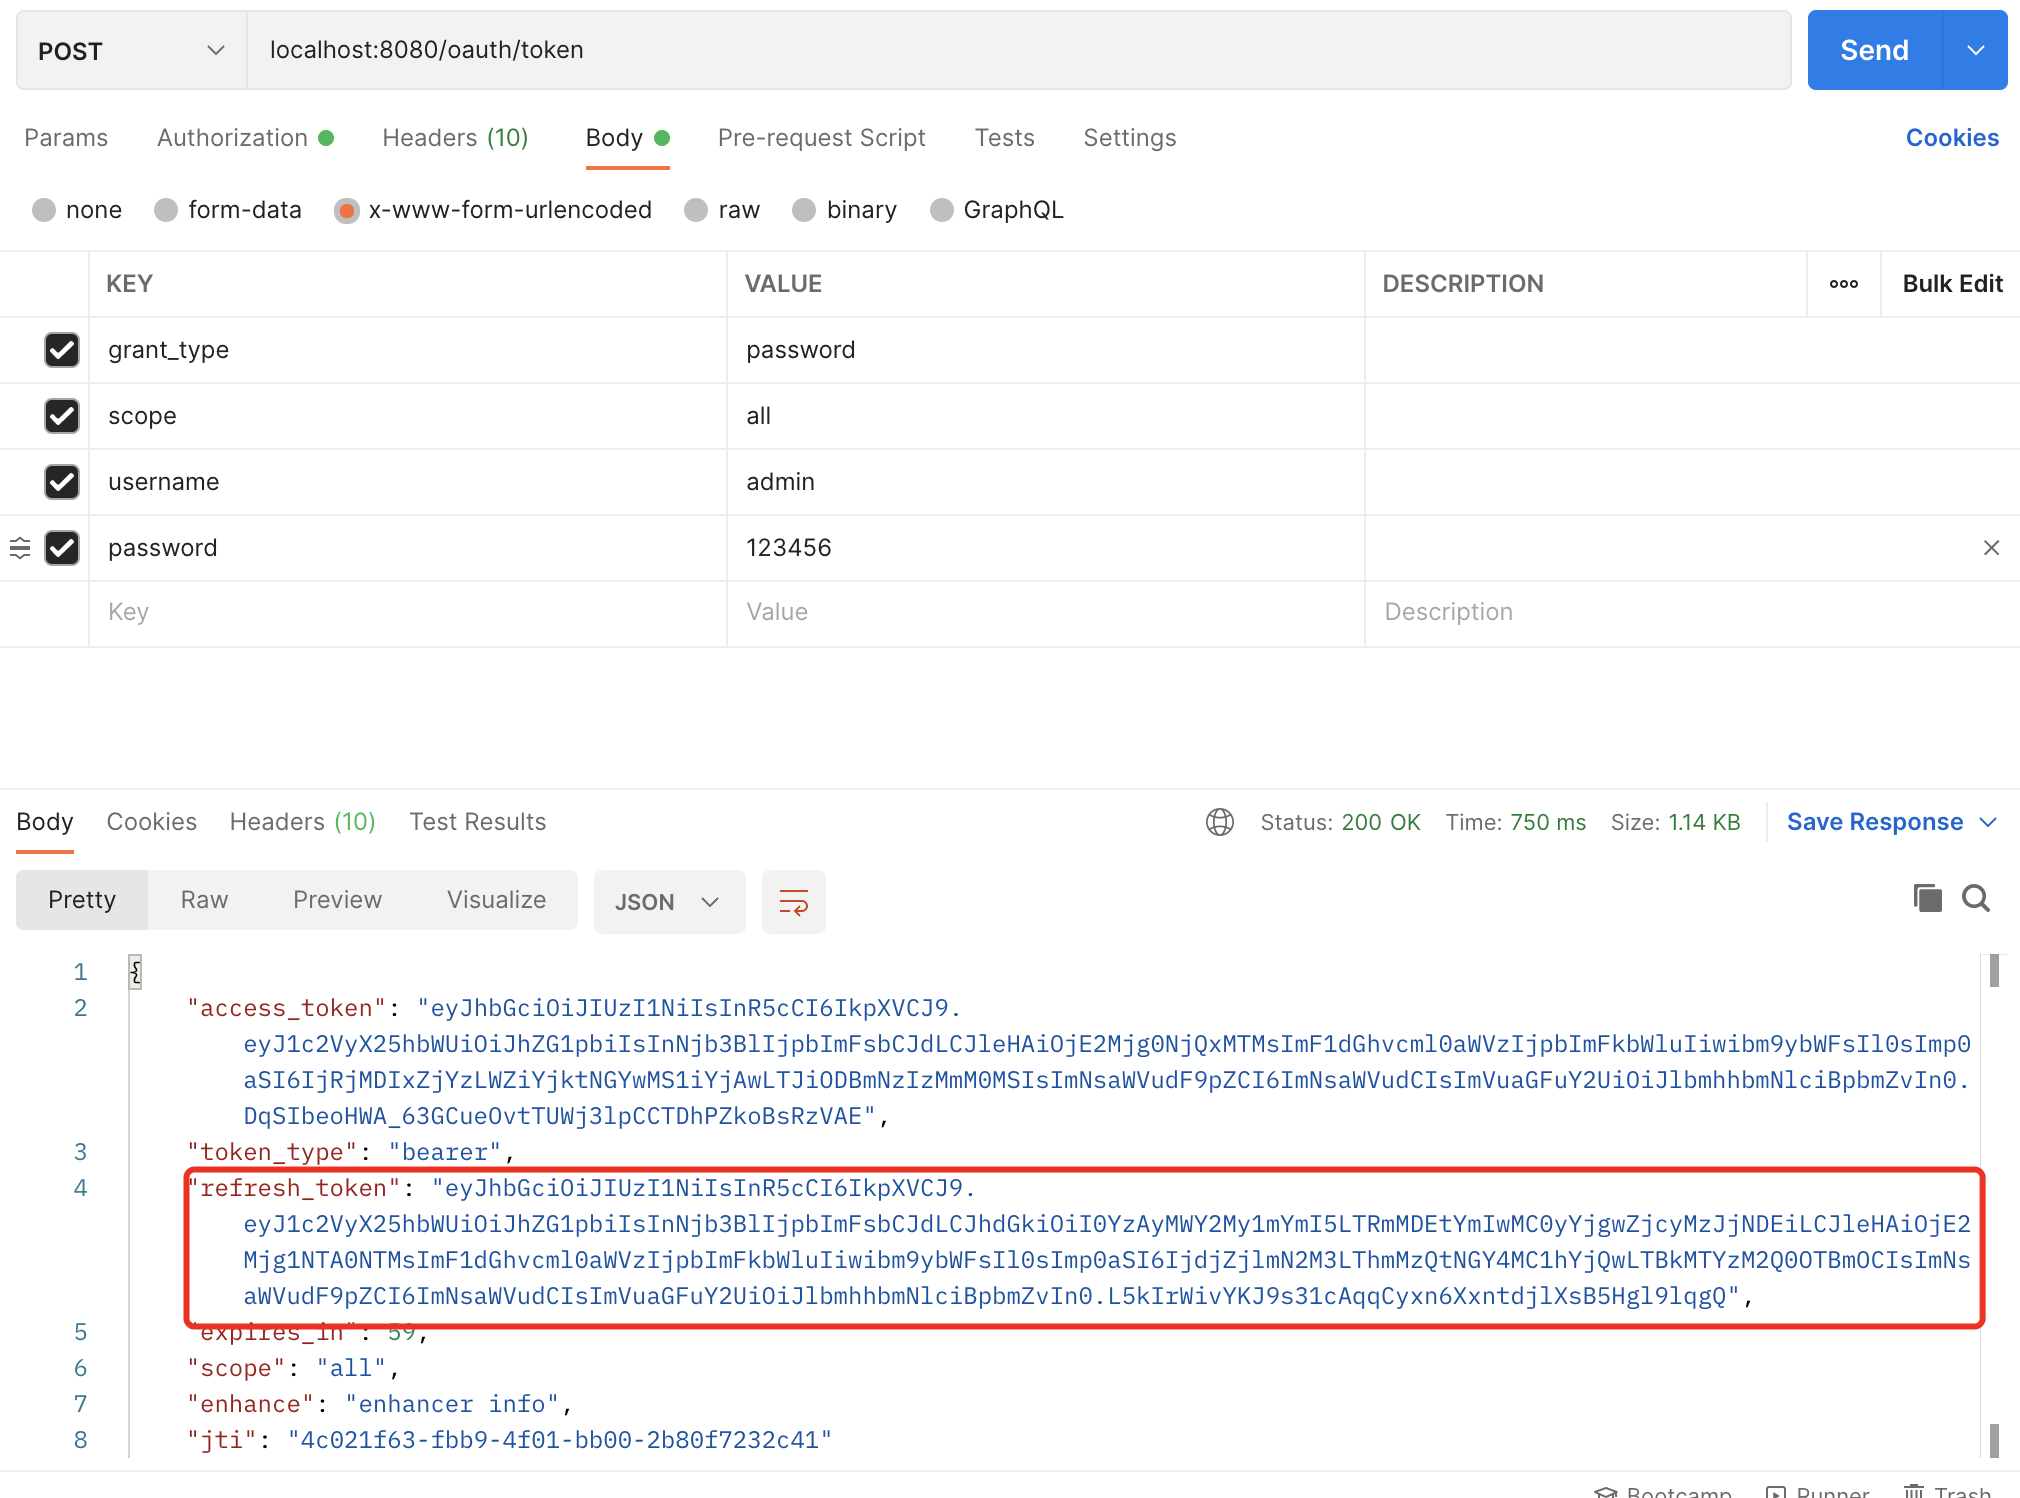 POST
localhost:8080/oauth/token
Send
Params Authorization Headers (10) Body Pre-request Script Tests Settings Cookies
none form-data x-www-form-urlencoded raw binary GraphQL
KEY VALUE DESCRIPTION ooo Bulk Edit
grant_type password
scope all
username admin
password 123456
Key Value Description
Body Cookies Headers (10) Test Results Status: 200 OK Time: 750 ms Size: 1.14 KB Save Response
Pretty Raw Preview Visualize JSON
1 {
2 "access_token": "eyJhbGciOiJIUzI1NiIsInR5cCI6IkpXVCJ9.
eyJ1c2VyX25hbWUiOiJhZG1pbiIsInNjb3BlIjpbImFsbCJdLCJleHAiOjE2Mjg0NjQxMTMsImF1dGhvcml0aWVzIjpbImFkbWluIiwibm9ybWFsIl0sImp0
aSI6IjRjMDIxZjYzLWZiYjktNGYwMS1iYjAwLTJiODBmNzIzMmM0MSIsImNsaWVudF9pZCI6ImNsaWVudCIsImVuaGFuY2UiOiJlbmhhbmNlciBpbmZvIn0.
DqSIbeoHWA_63GCueOvtTUWj3lpCCTDhPZkoBsRzVAE",
3 "token_type": "bearer",
4 "refresh_token": "eyJhbGciOiJIUzI1NiIsInR5cCI6IkpXVCJ9.
eyJ1c2VyX25hbWUiOiJhZG1pbiIsInNjb3BlIjpbImFsbCJdLCJhdGkiOiI0YzAyMWY2My1mYmI5LTRmMDEtYmIwMC0yYjgwZjcyMzJjNDEiLCJleHAiOjE2
Mjg1NTA0NTMsImF1dGhvcml0aWVzIjpbImFkbWluIiwibm9ybWFsIl0sImp0aSI6IjdjZjlmN2M3LThmMzQtNGY4MC1hYjQwLTBkMTYzM2Q0OTBmOCIsImNs
aWVudF9pZCI6ImNsaWVudCIsImVuaGFuY2UiOiJlbmhhbmNlciBpbmZvIn0.L5kIrWivYKJ9s31cAqqCyxn6XxntdjlXsB5Hgl9lqgQ",
5 "expires_in": 59,
6 "scope": "all",
7 "enhance": "enhancer info",
8 "jti": "4c021f63-fbb9-4f01-bb00-2b80f7232c41"
Bootcamp Runner Trash